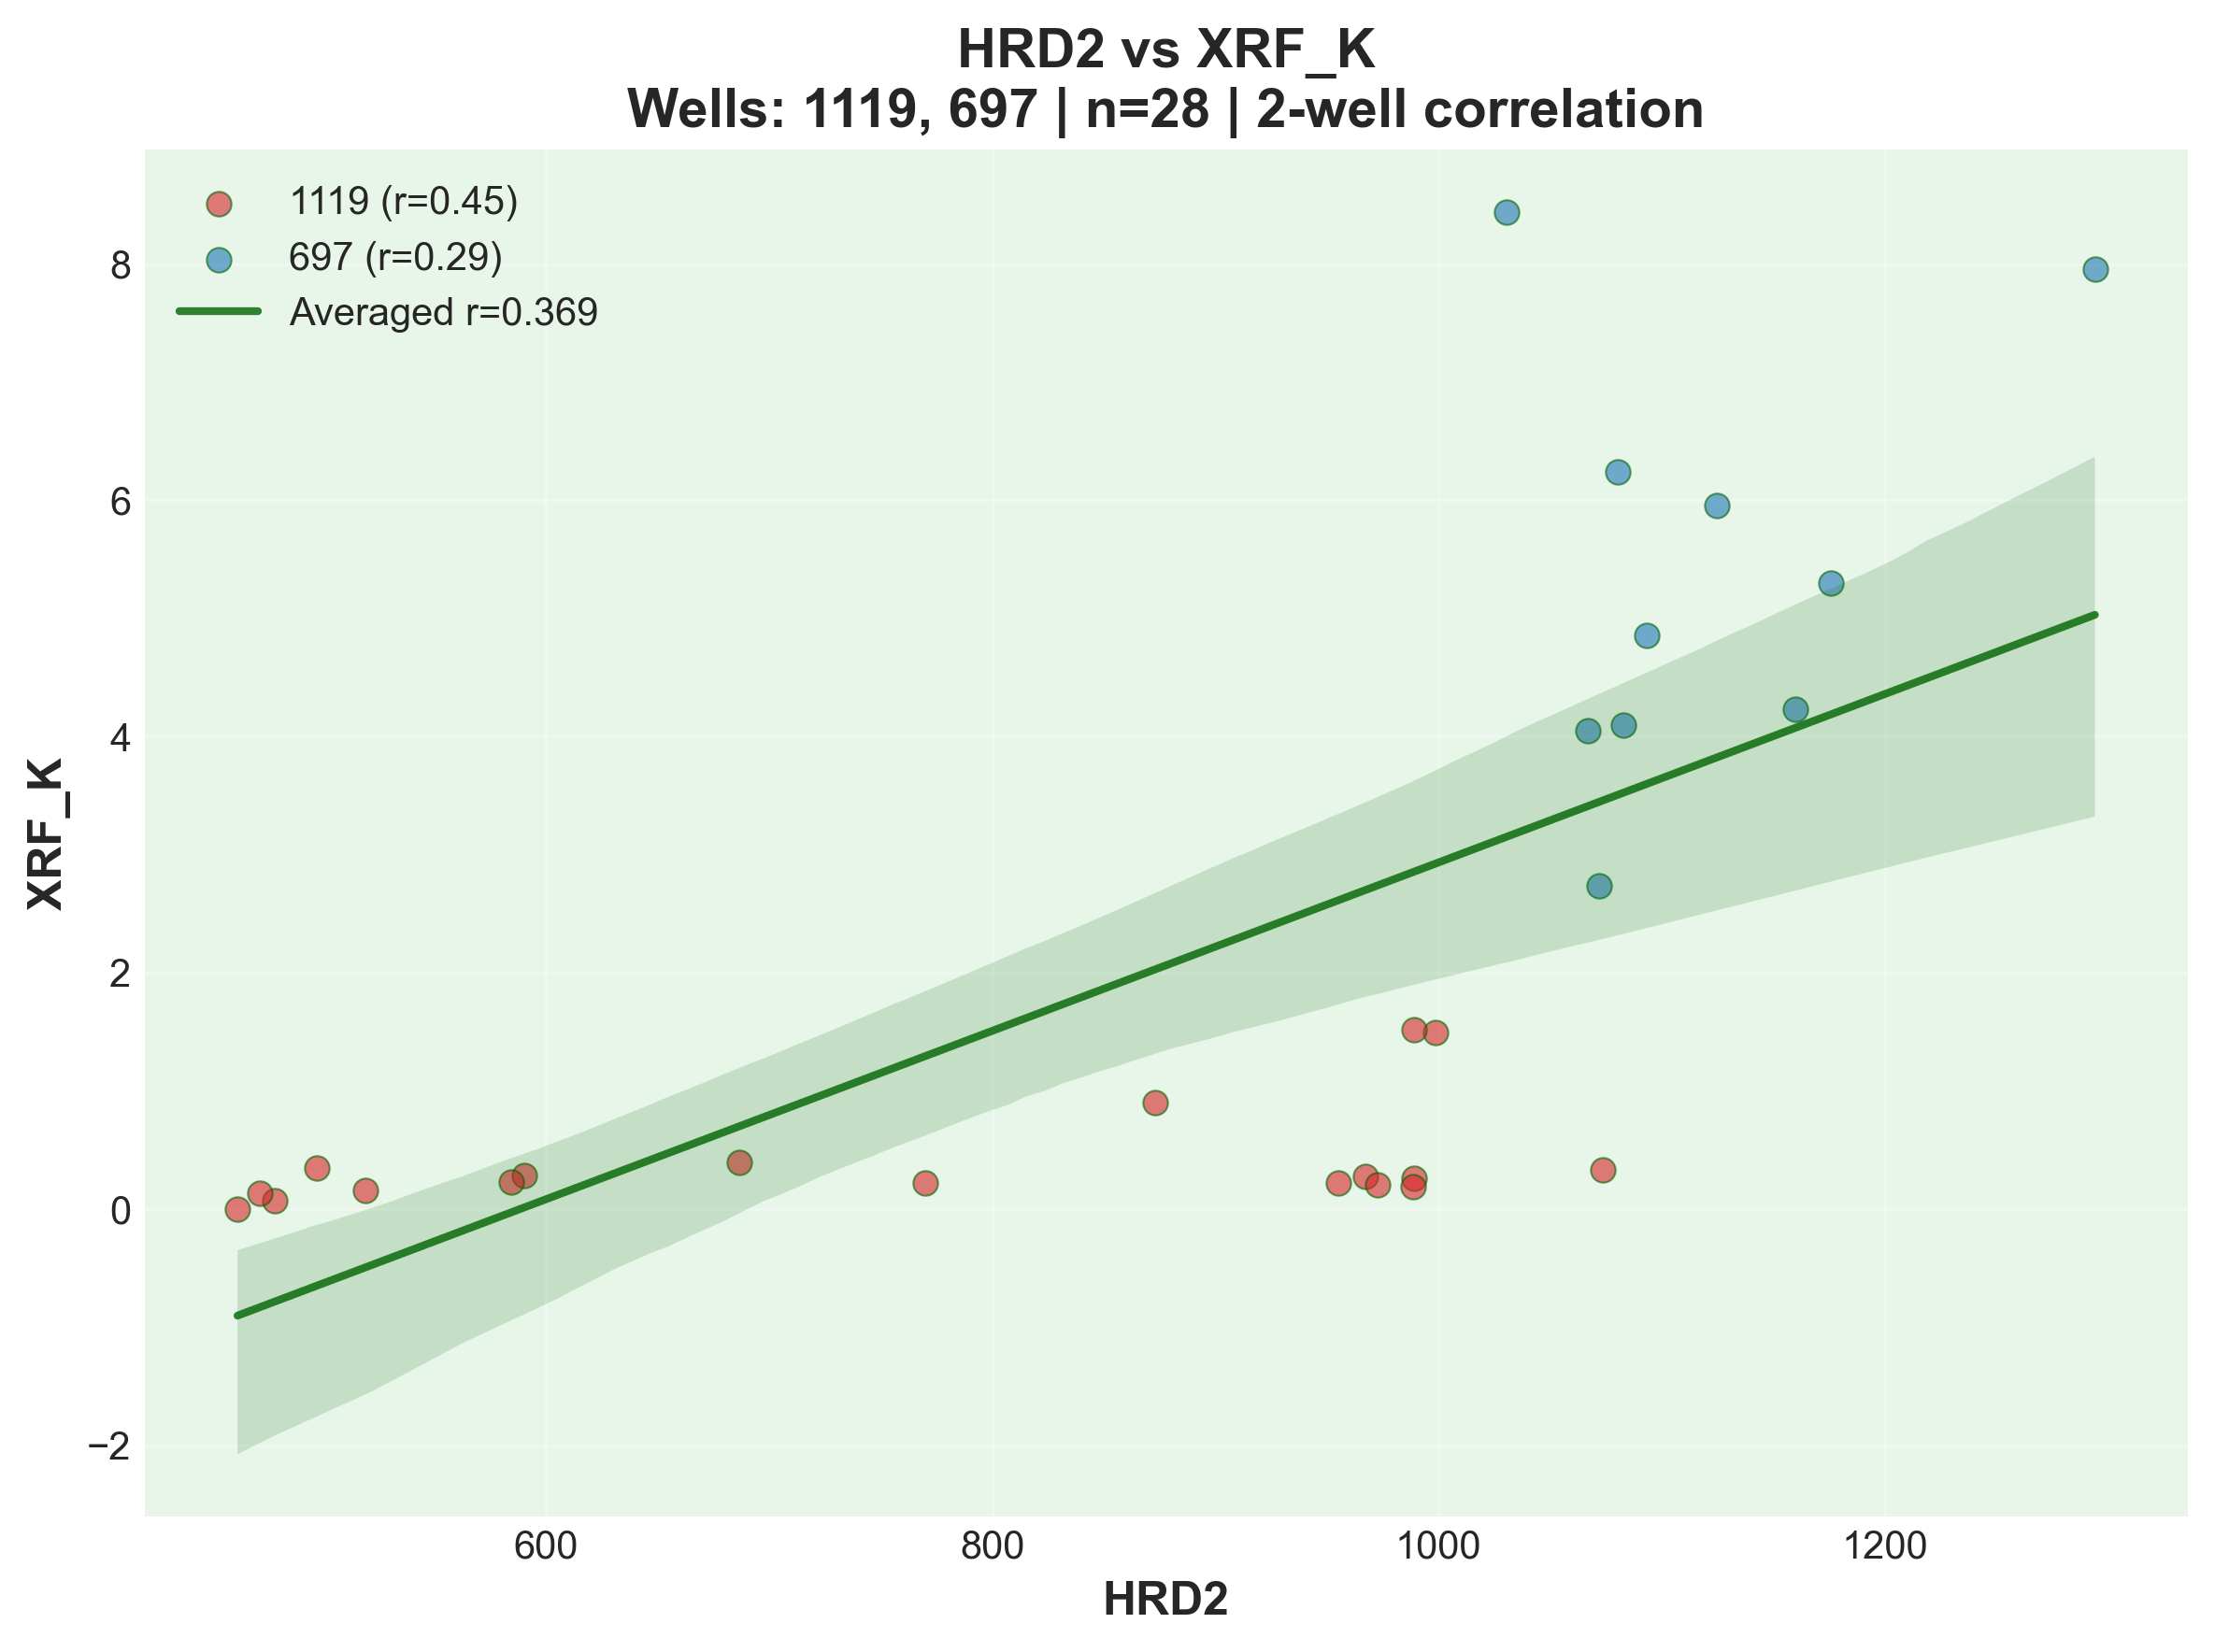 HRD2 vs XRF_K
Wells: 1119, 697 | n=28 | 2-well correlation
1119 (r=0.45)
697 (r=0.29)
Averaged r=0.369
8
6
4
2
0
−2
XRF_K
600
800
1000
1200
HRD2